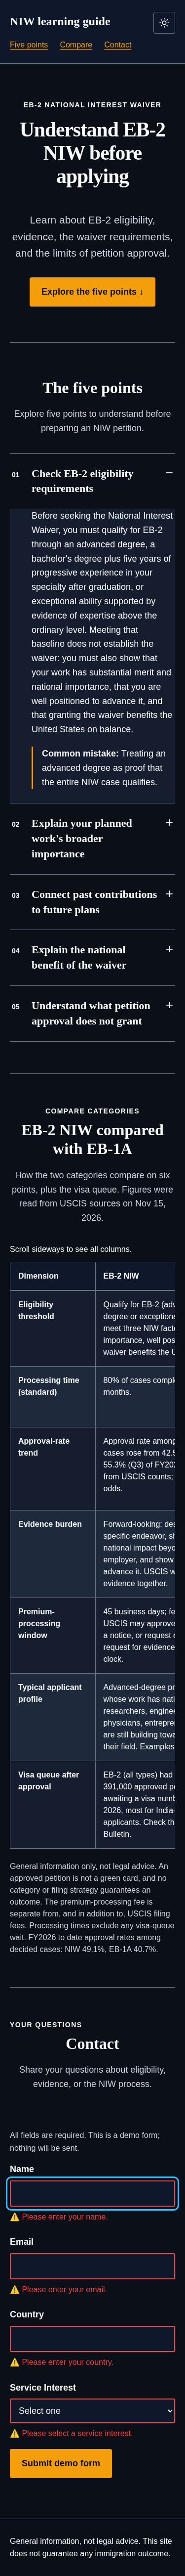 NIW learning guide
Five points
Compare
Contact
EB-2 NATIONAL INTEREST WAIVER
Understand EB-2
NIW before
applying
Learn about EB-2 eligibility,
evidence, the waiver requirements,
and the limits of petition approval.
Explore the five points ↓
The five points
Explore five points to understand before
preparing an NIW petition.
01 Check EB-2 eligibility
requirements −
Before seeking the National Interest
Waiver, you must qualify for EB-2
through an advanced degree, a
bachelor's degree plus five years of
progressive experience in your
specialty after graduation, or
exceptional ability supported by
evidence of expertise above the
ordinary level. Meeting that
baseline does not establish the
waiver: you must also show that
your work has substantial merit and
national importance, that you are
well positioned to advance it, and
that granting the waiver benefits the
United States on balance.
Common mistake: Treating an
advanced degree as proof that
the entire NIW case qualifies.
02 Explain your planned +
work's broader
importance
03 Connect past contributions +
to future plans
04 Explain the national +
benefit of the waiver
05 Understand what petition +
approval does not grant
COMPARE CATEGORIES
EB-2 NIW compared
with EB-1A
How the two categories compare on six
points, plus the visa queue. Figures were
read from USCIS sources on Nov 15,
2026.
Scroll sideways to see all columns.
Dimension
EB-2 NIW
Eligibility
threshold
Qualify for EB-2 (adv
degree or exceptiona
meet three NIW facto
importance, well pos
waiver benefits the U
Processing time
(standard)
80% of cases comple
months.
Approval-rate
trend
Approval rate among
cases rose from 42.5
55.3% (Q3) of FY202
from USCIS counts;
odds.
Evidence burden
Forward-looking: des
specific endeavor, sh
national impact beyo
employer, and show
advance it. USCIS w
evidence together.
Premium-
processing
window
45 business days; fe
USCIS may approve
a notice, or request e
request for evidence
clock.
Typical applicant
profile
Advanced-degree pr
whose work has nati
researchers, enginee
physicians, entrepren
are still building towa
their field. Examples
Visa queue after
approval
EB-2 (all types) had
391,000 approved pe
awaiting a visa numb
2026, most for India-
applicants. Check the
Bulletin.
General information only, not legal advice. An
approved petition is not a green card, and no
category or filing strategy guarantees an
outcome. The premium-processing fee is
separate from, and in addition to, USCIS filing
fees. Processing times exclude any visa-queue
wait. FY2026 to date approval rates among
decided cases: NIW 49.1%, EB-1A 40.7%.
YOUR QUESTIONS
Contact
Share your questions about eligibility,
evidence, or the NIW process.
All fields are required. This is a demo form;
nothing will be sent.
Name
⚠️ Please enter your name.
Email
⚠️ Please enter your email.
Country
⚠️ Please enter your country.
Service Interest
Select one
⚠️ Please select a service interest.
Submit demo form
General information, not legal advice. This site
does not guarantee any immigration outcome.